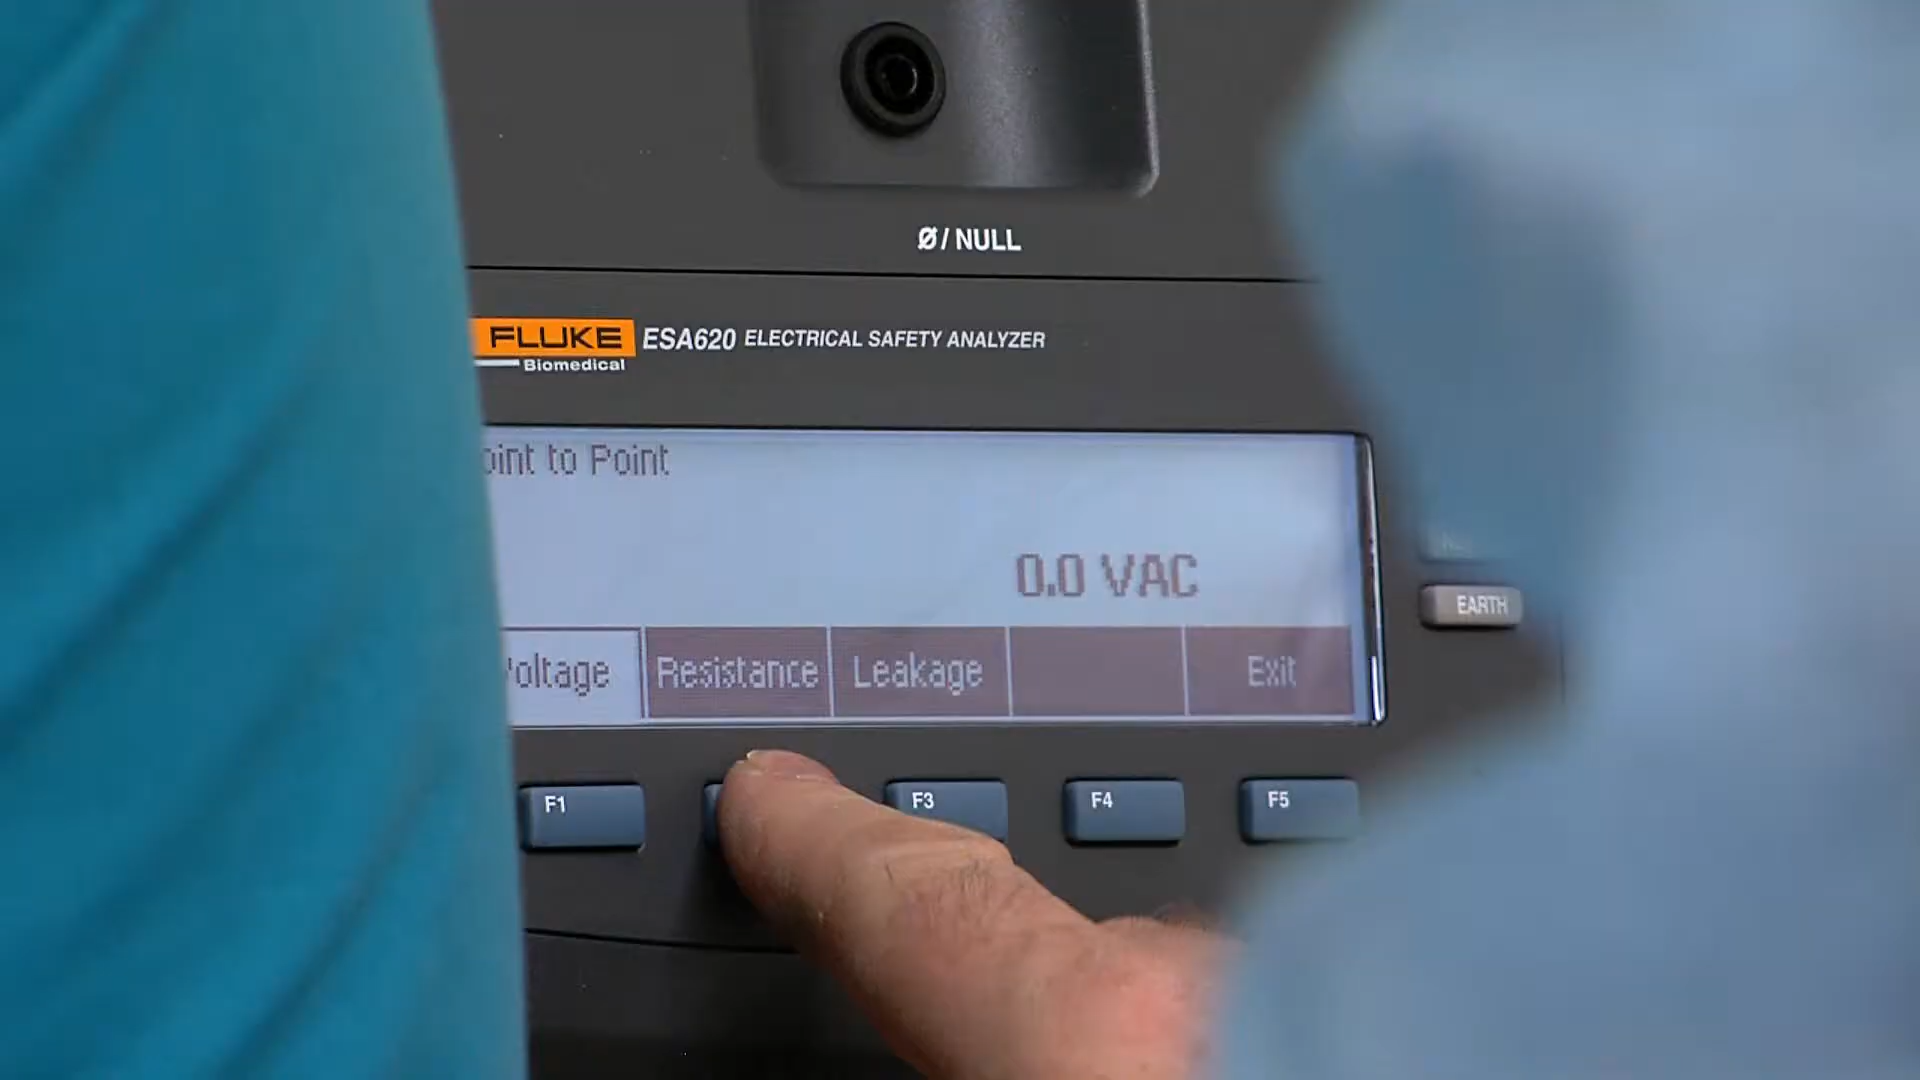 Ø / NULL
FLUKE ESA620 ELECTRICAL SAFETY ANALYZER
Biomedical
oint to Point
0.0 VAC
oltage Resistance Leakage Exit
EARTH
F1 F3 F4 F5